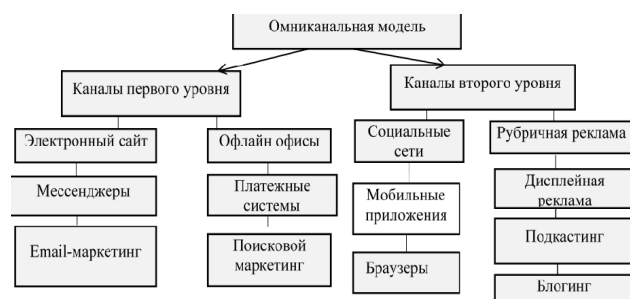 Омниканальная модель
Каналы первого уровня
Каналы второго уровня
Электронный сайт
Мессенджеры
Email-маркетинг
Офлайн офисы
Платежные
системы
Поисковой
маркетинг
Социальные
сети
Мобильные
приложения
Браузеры
Рубричная реклама
Дисплейная
реклама
Подкастинг
Блогинг